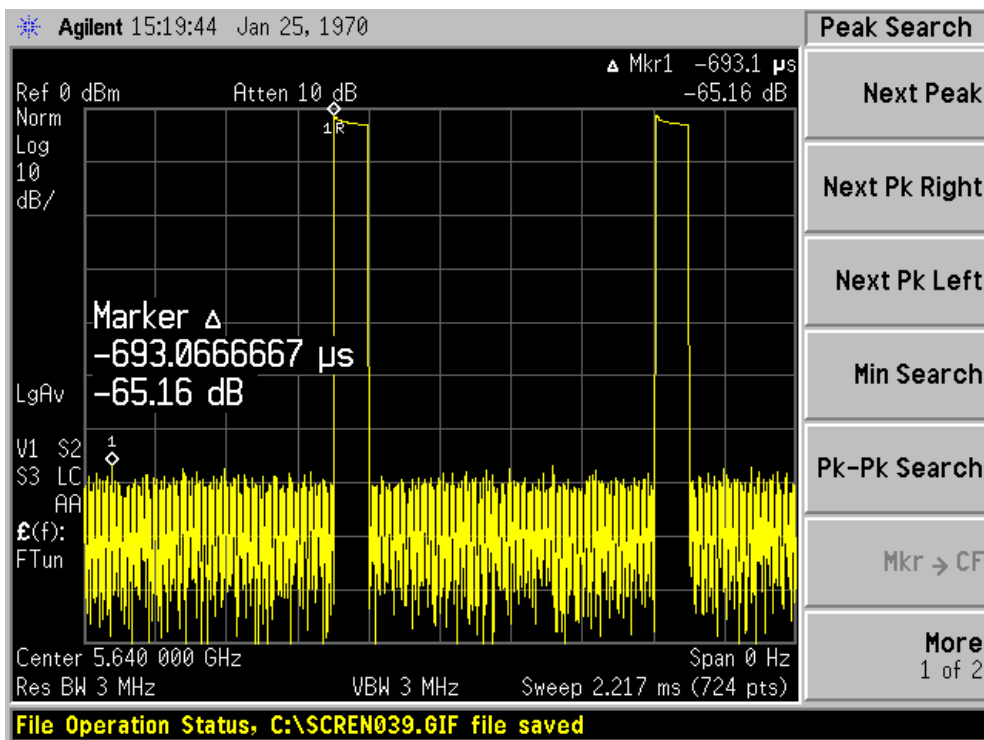 Agilent 15:19:44 Jan 25, 1970
Peak Search
Δ Mkr1 -693.1 µs
Ref 0 dBm Atten 10 dB -65.16 dB
Norm
Log
10
dB/
1R
Marker Δ
-693.0666667 µs
-65.16 dB
LgAv
1
V1 S2
S3 LC
AA
£(f):
FTun
Center 5.640 000 GHz Span 0 Hz
Res BW 3 MHz VBW 3 MHz Sweep 2.217 ms (724 pts)
File Operation Status, C:\SCREN039.GIF file saved
Next Peak
Next Pk Right
Next Pk Left
Min Search
Pk-Pk Search
Mkr → CF
More
1 of 2